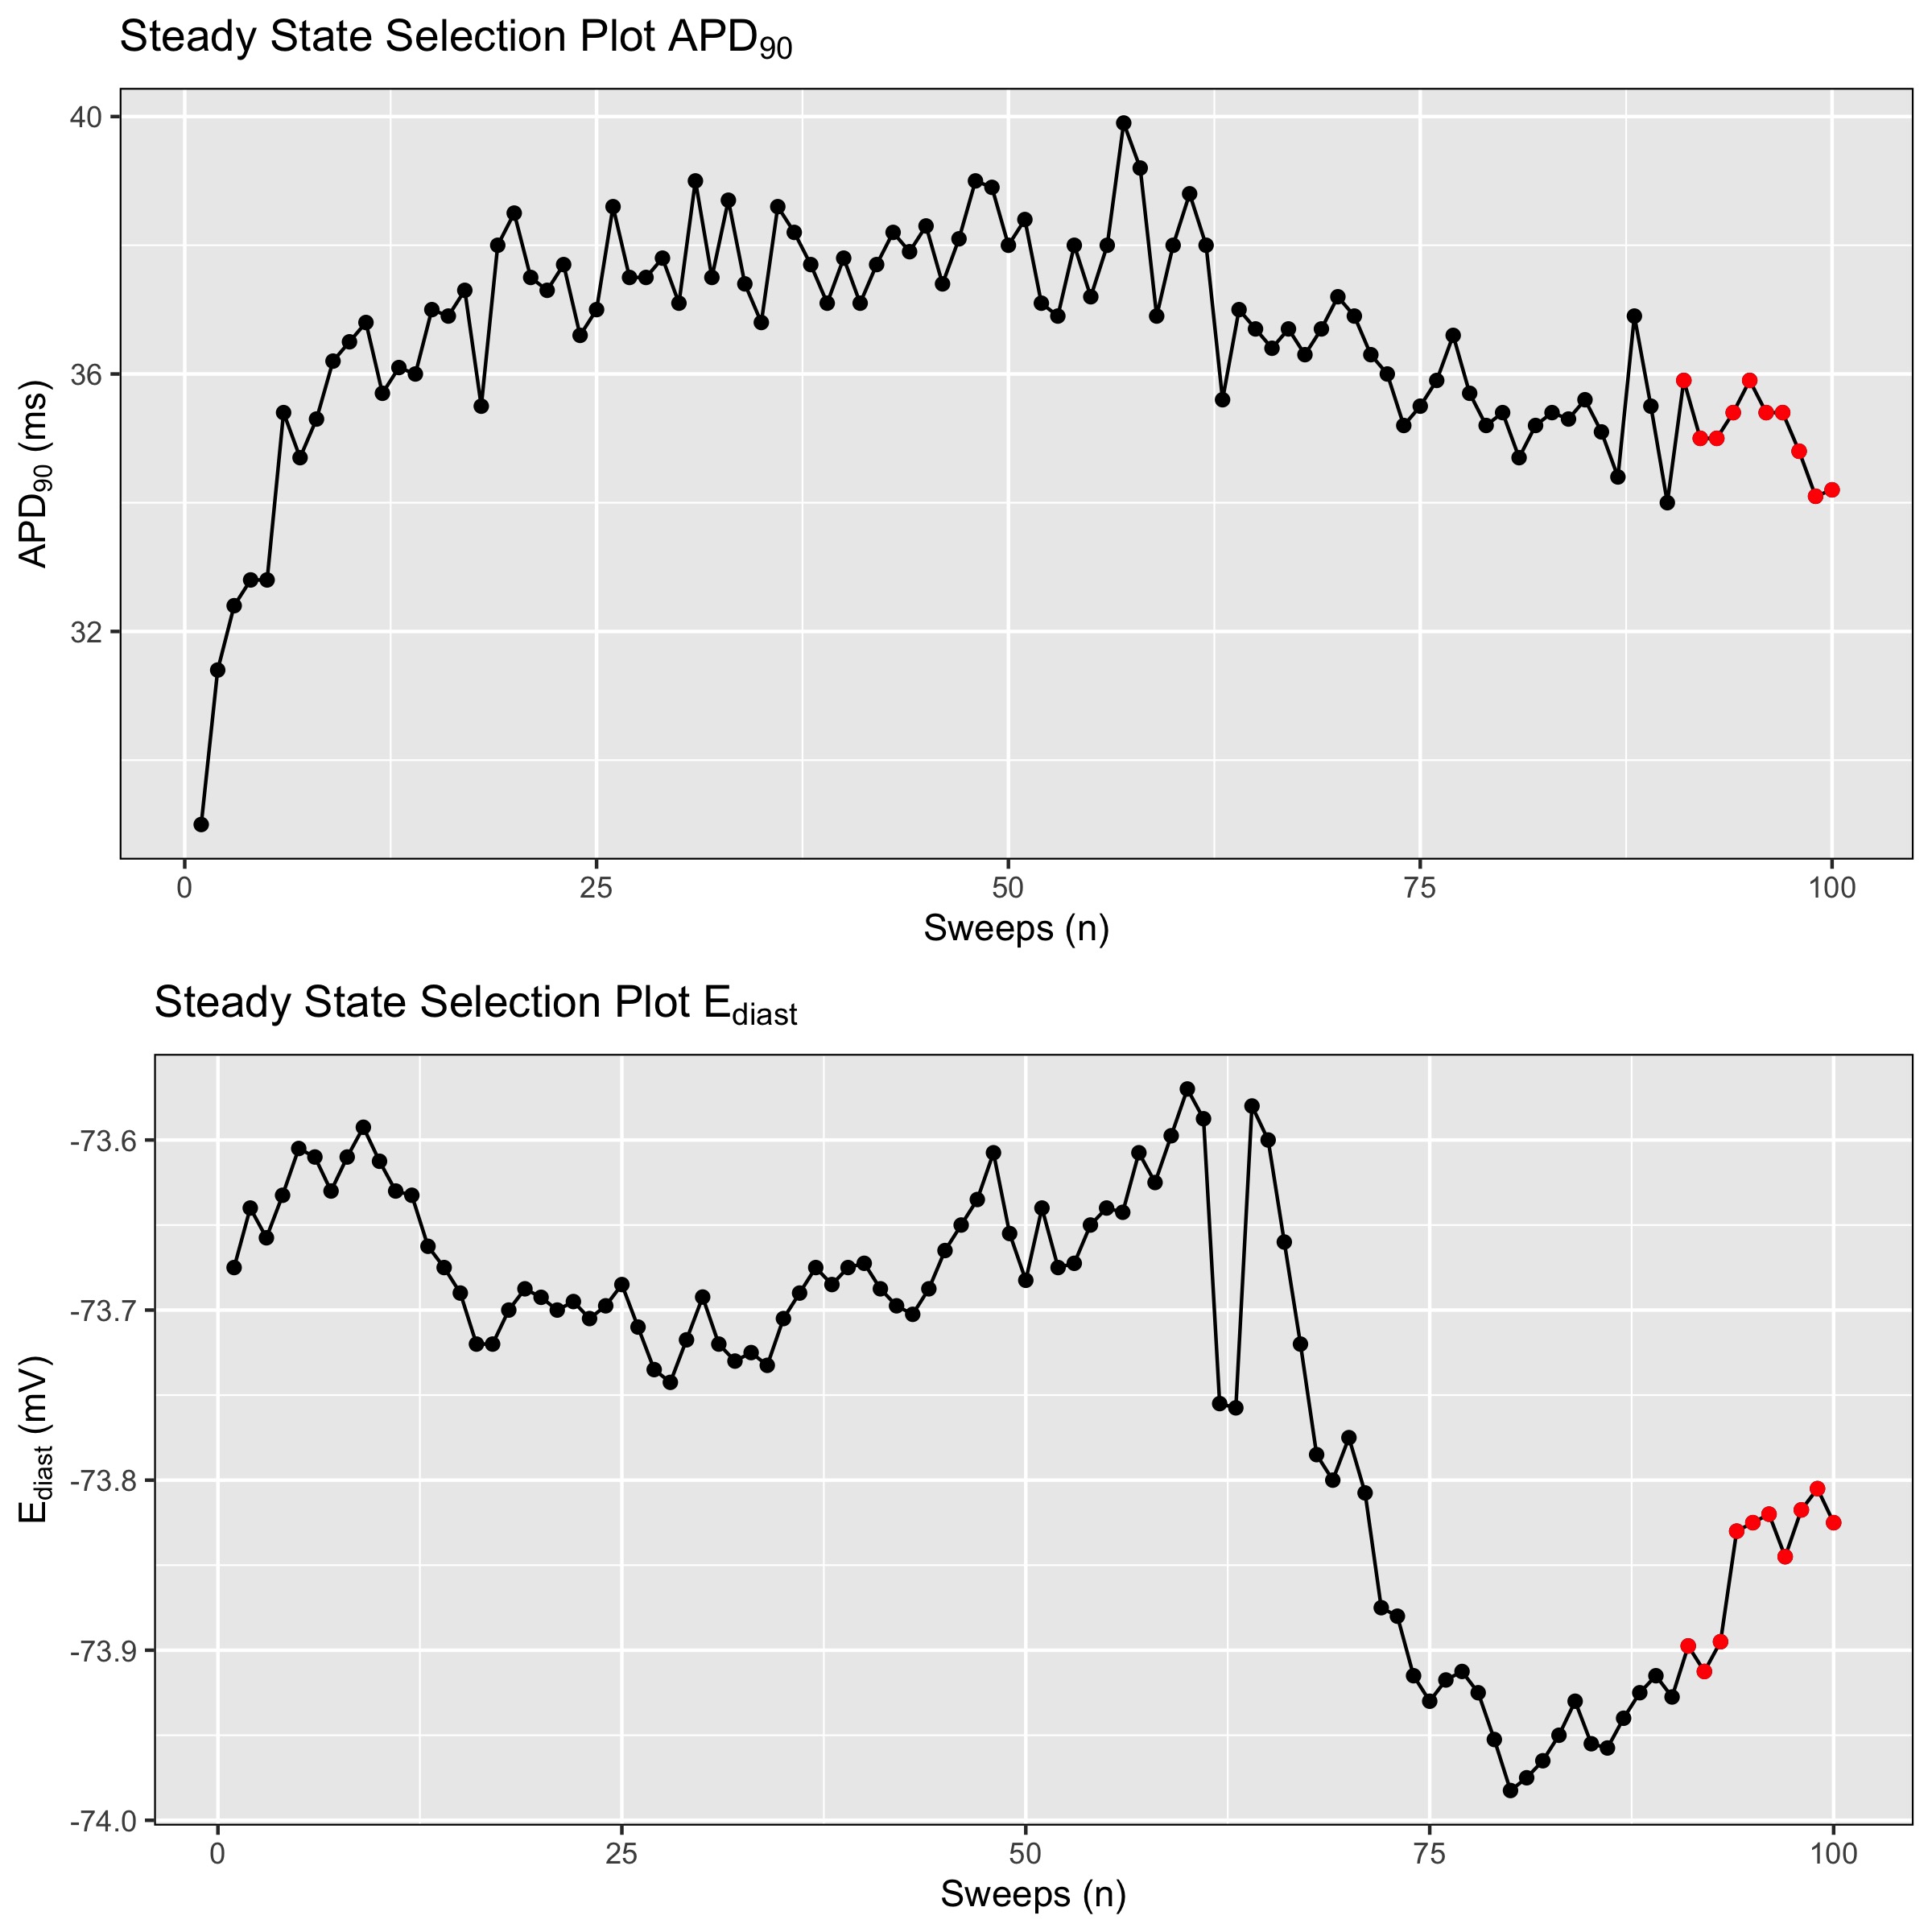 Steady State Selection Plot APD90
40
36
32
APD90 (ms)
0 25 50 75 100
Sweeps (n)
Steady State Selection Plot Ediast
-73.6
-73.7
-73.8
-73.9
-74.0
Ediast (mV)
0 25 50 75 100
Sweeps (n)